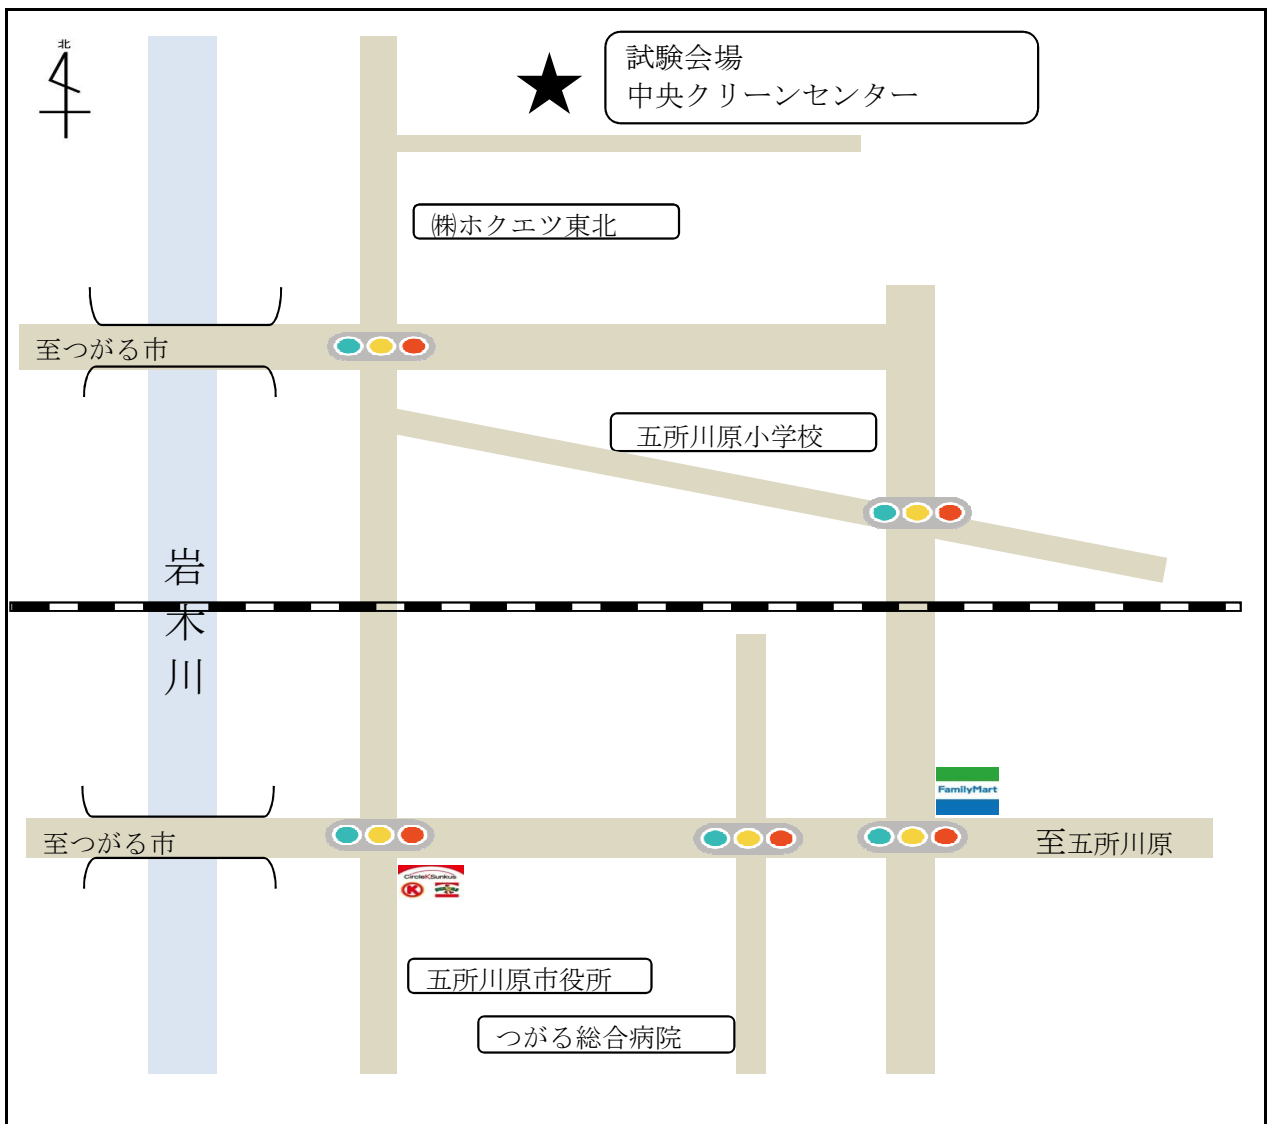 北
試験会場
中央クリーンセンター
㈱ホクエツ東北
至つがる市
五所川原小学校
岩木川
FamilyMart
至つがる市
至五所川原
CircleKSunkus
K
五所川原市役所
つがる総合病院